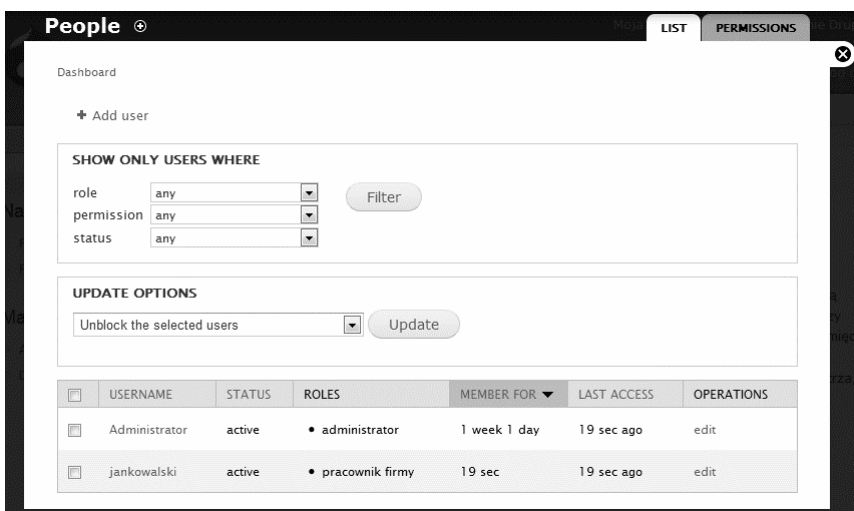 People
Moja
LIST
PERMISSIONS
Dashboard
+ Add user
SHOW ONLY USERS WHERE
role any Filter
permission any
status any
UPDATE OPTIONS
Unblock the selected users Update
USERNAME STATUS ROLES MEMBER FOR LAST ACCESS OPERATIONS
Administrator active • administrator 1 week 1 day 19 sec ago edit
jankowalski active • pracownik firmy 19 sec 19 sec ago edit